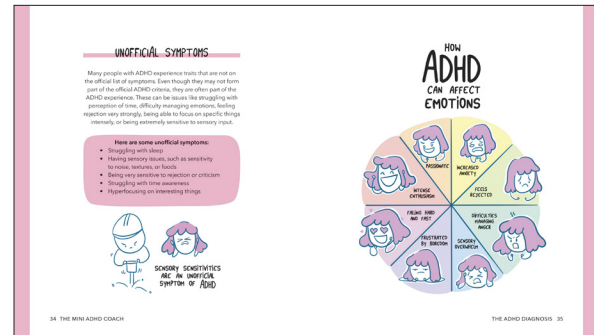 UNOFFICIAL SYMPTOMS
Many people with ADHD experience traits that are not
on the official list of symptoms. Even though they may not form
part of the official ADHD criteria, they are often part of the
ADHD experience. These can be issues like struggling with
perception of time, difficulty managing emotions, feeling
rejection very strongly, being able to focus on specific things
intensely, or being extremely sensitive to sensory input.
Here are some unofficial symptoms:
• Struggling with sleep
• Having sensory issues, such as sensitivity
to noise, textures, or foods
• Being very sensitive to rejection or criticism
• Struggling with time awareness
• Hyperfocusing on interesting things
SENSORY SENSITIVITIES
ARE AN UNOFFICIAL
SYMPTOM OF ADHD
34 THE MINI ADHD COACH
HOW
ADHD
CAN AFFECT
EMOTIONS
PASSIONATE
INCREASED
ANXIETY
INTENSE
ENTHUSIASM
FEELS
REJECTED
FALLING HARD
AND FAST
DIFFICULTIES
MANAGING
ANGER
FRUSTRATED
BY BOREDOM
SENSORY
OVERWHELM
THE ADHD DIAGNOSIS 35